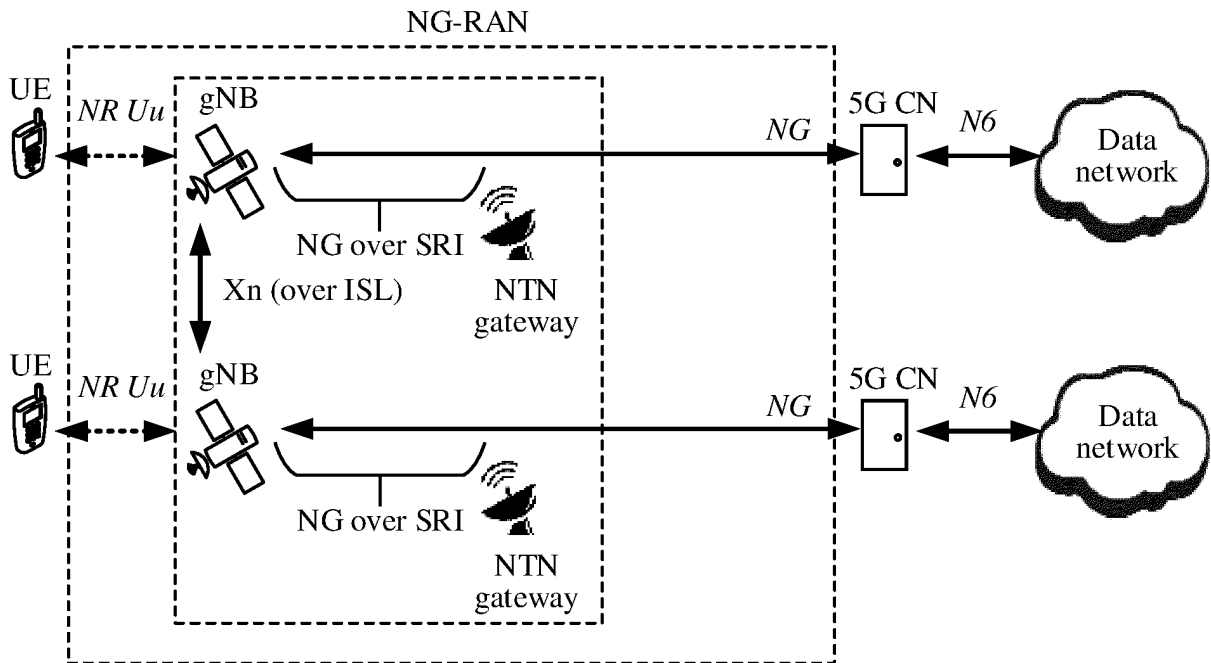 NG-RAN
UE
NR Uu
gNB
NG
5G CN
N6
Data
network
NG over SRI
Xn (over ISL)
NTN
gateway
UE
NR Uu
gNB
NG
5G CN
N6
Data
network
NG over SRI
NTN
gateway